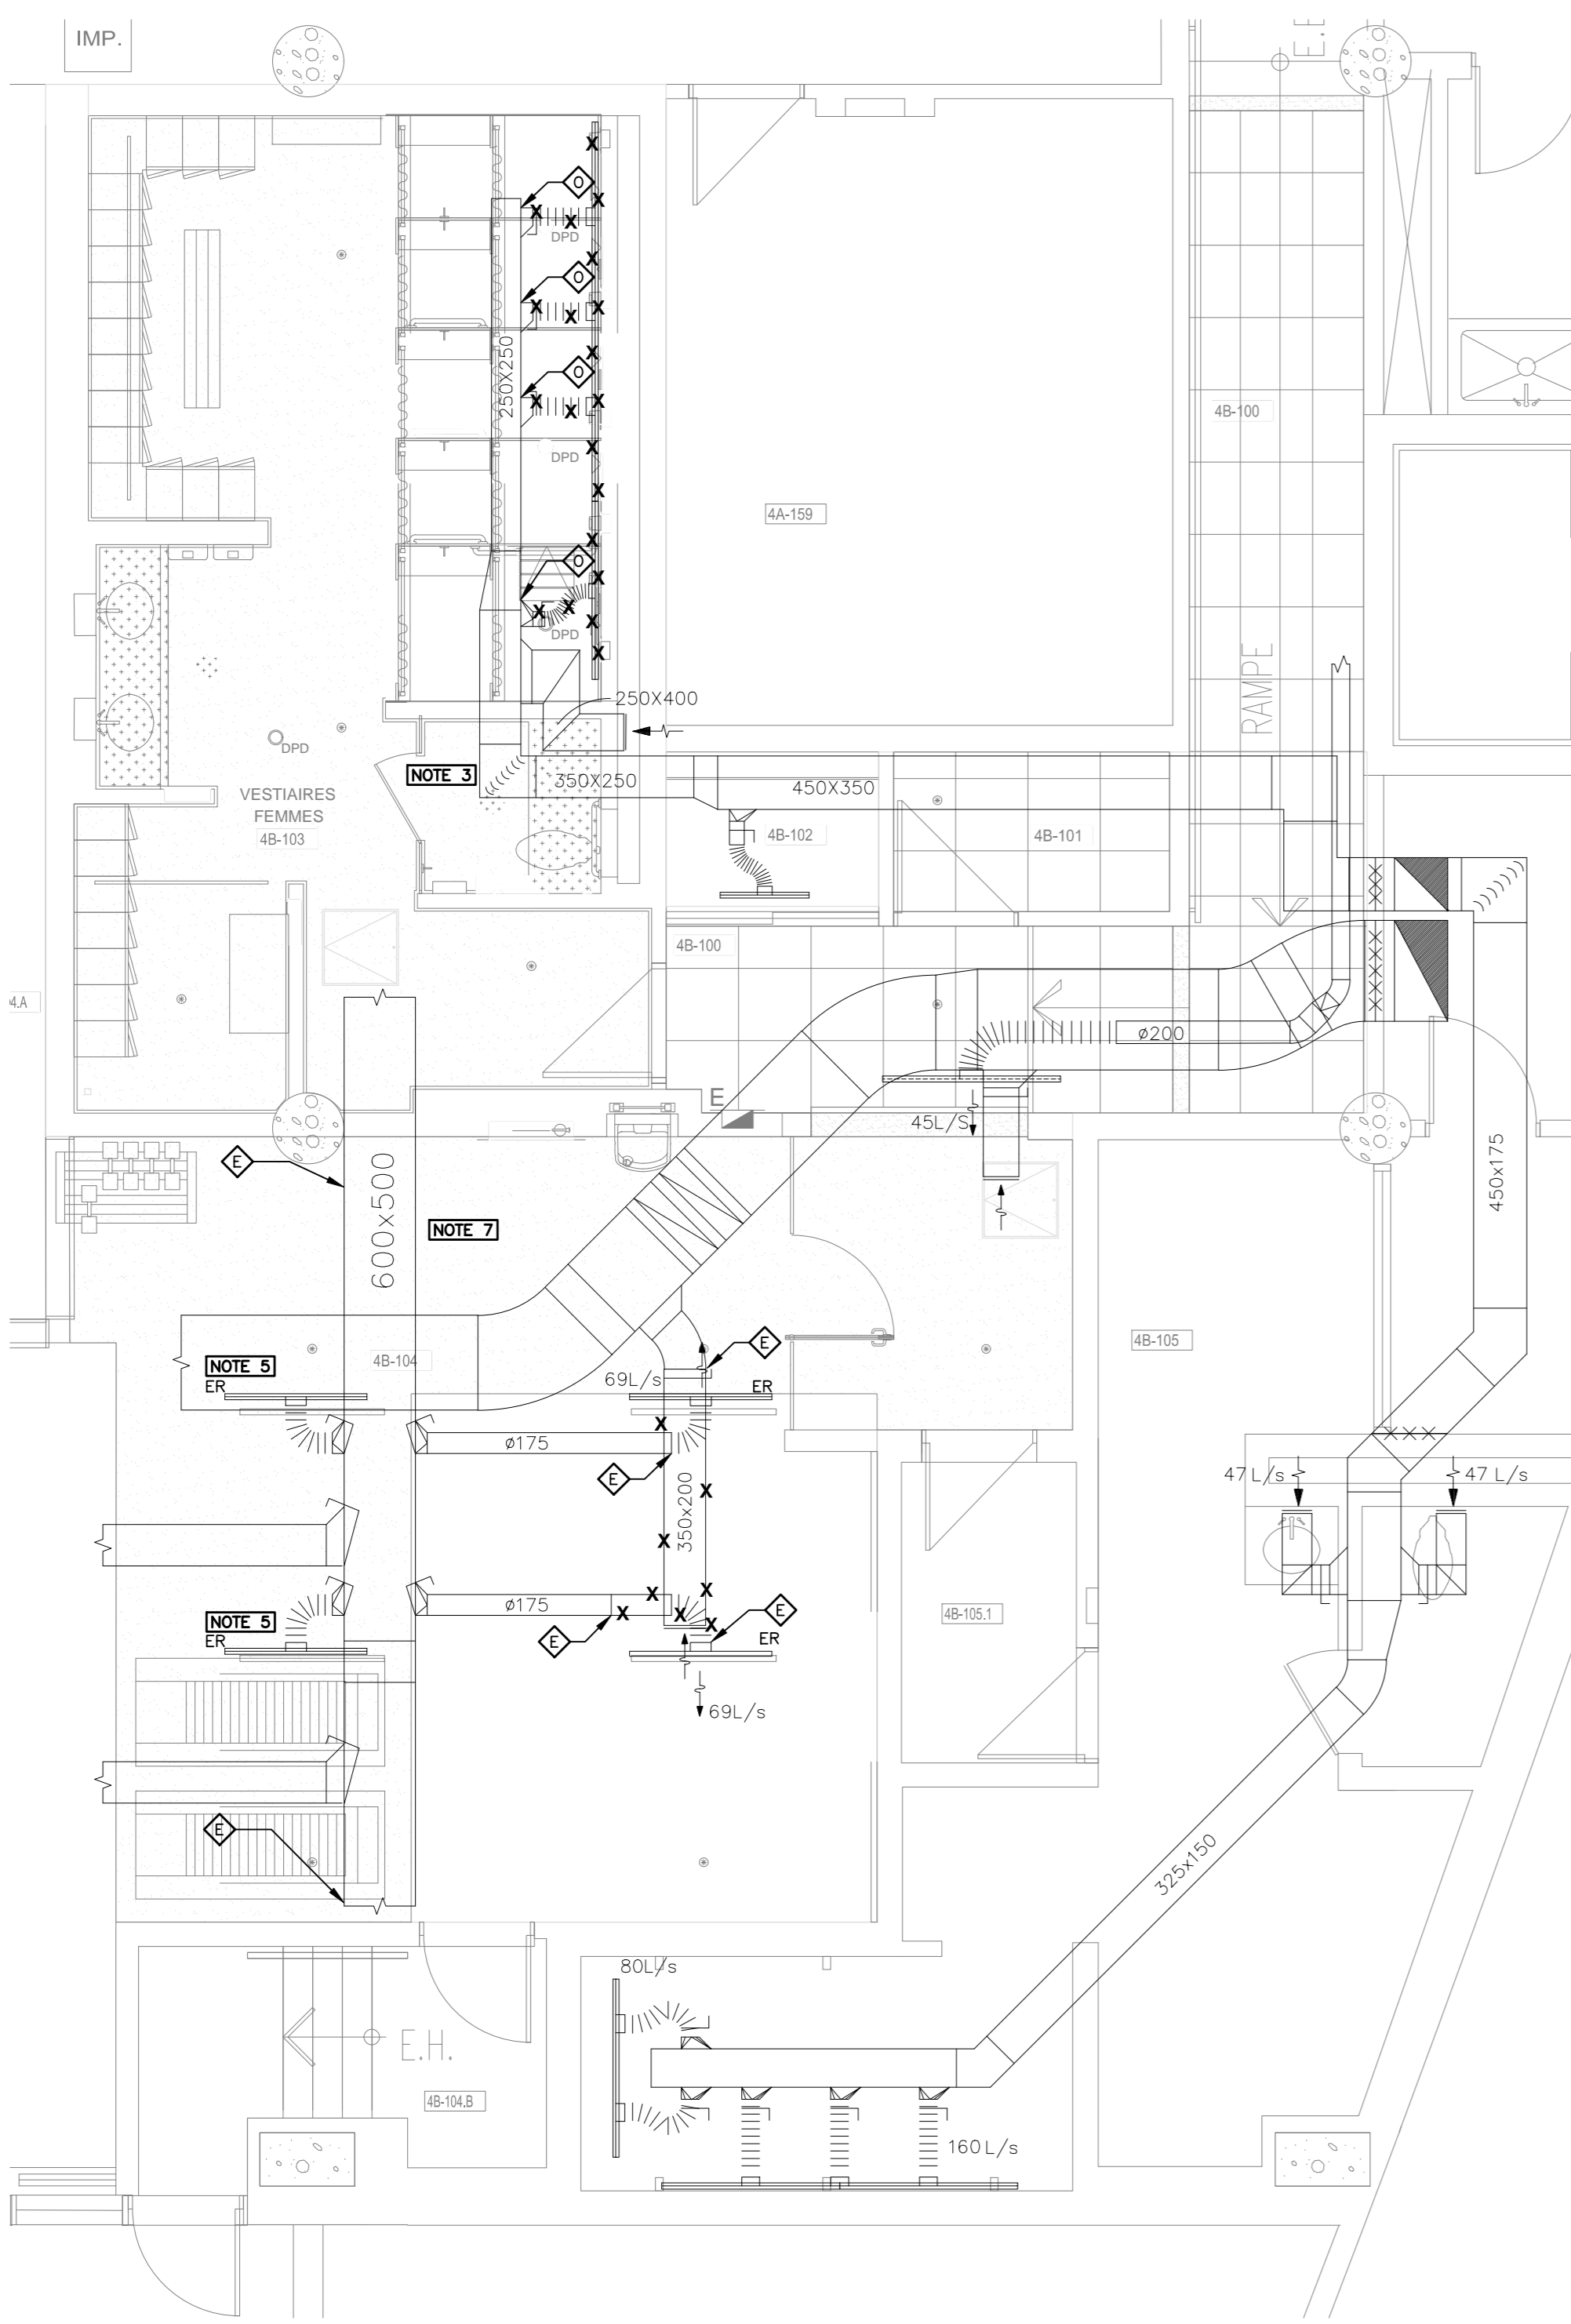 IMP.
E.E
O
DPD
O
250X250
O
4B-100
DPD
4A-159
O
DPD
RAMPE
250X400
DPD
NOTE 3
350X250
450X350
VESTIAIRES
FEMMES
4B-103
4B-102
4B-101
4B-100
4.A
ø200
E
45L/S
E
600x500
NOTE 7
450x175
4B-105
E
NOTE 5
ER
4B-104
69L/s
ER
ø175
E
350x200
47 L/s
47 L/s
ø175
NOTE 5
ER
E
E
ER
4B-105.1
69L/s
E
325x150
80L/s
E.H.
4B-104.B
160 L/s